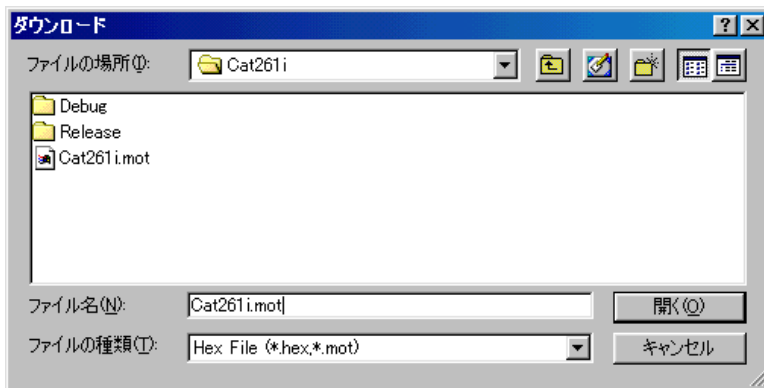 ダウンロード
ファイルの場所(I):
Cat261i
Debug
Release
Cat261i.mot
ファイル名(N):
Cat261i.mot
開く(O)
ファイルの種類(T):
Hex File (*.hex,*.mot)
キャンセル